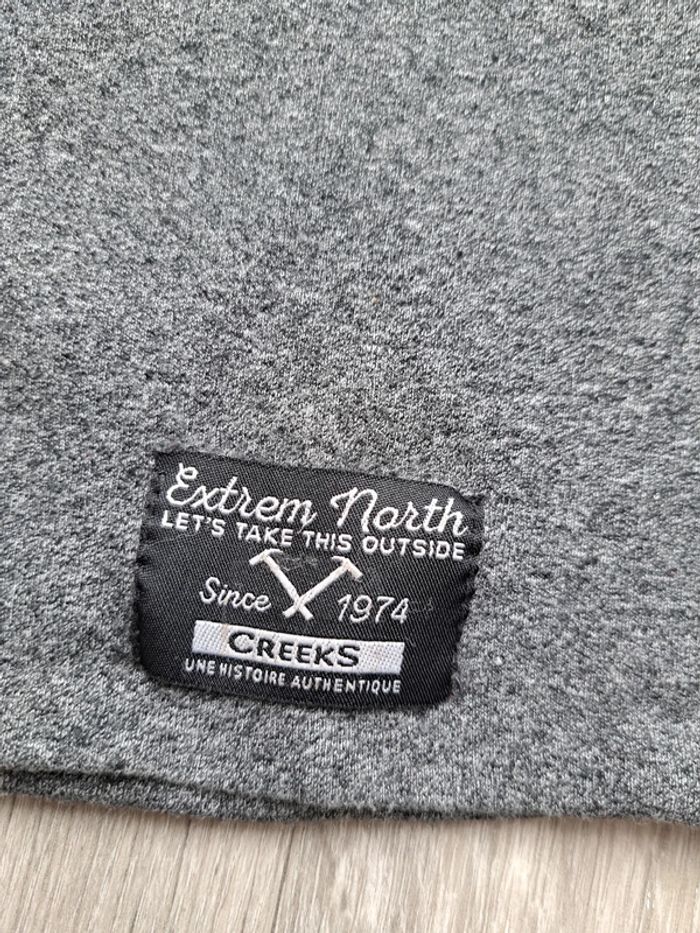 Extrem North
LET'S TAKE THIS OUTSIDE
Since 1974
CREEKS
UNE HISTOIRE AUTHENTIQUE